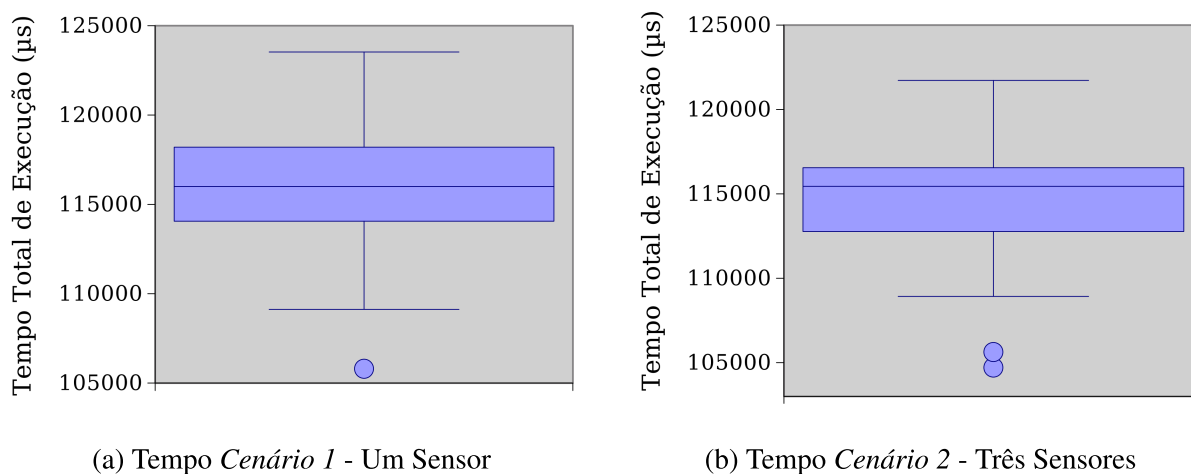 Tempo Total de Execução (µs)
125000
120000
115000
110000
105000
(a) Tempo Cenário 1 - Um Sensor
Tempo Total de Execução (µs)
125000
120000
115000
110000
105000
(b) Tempo Cenário 2 - Três Sensores